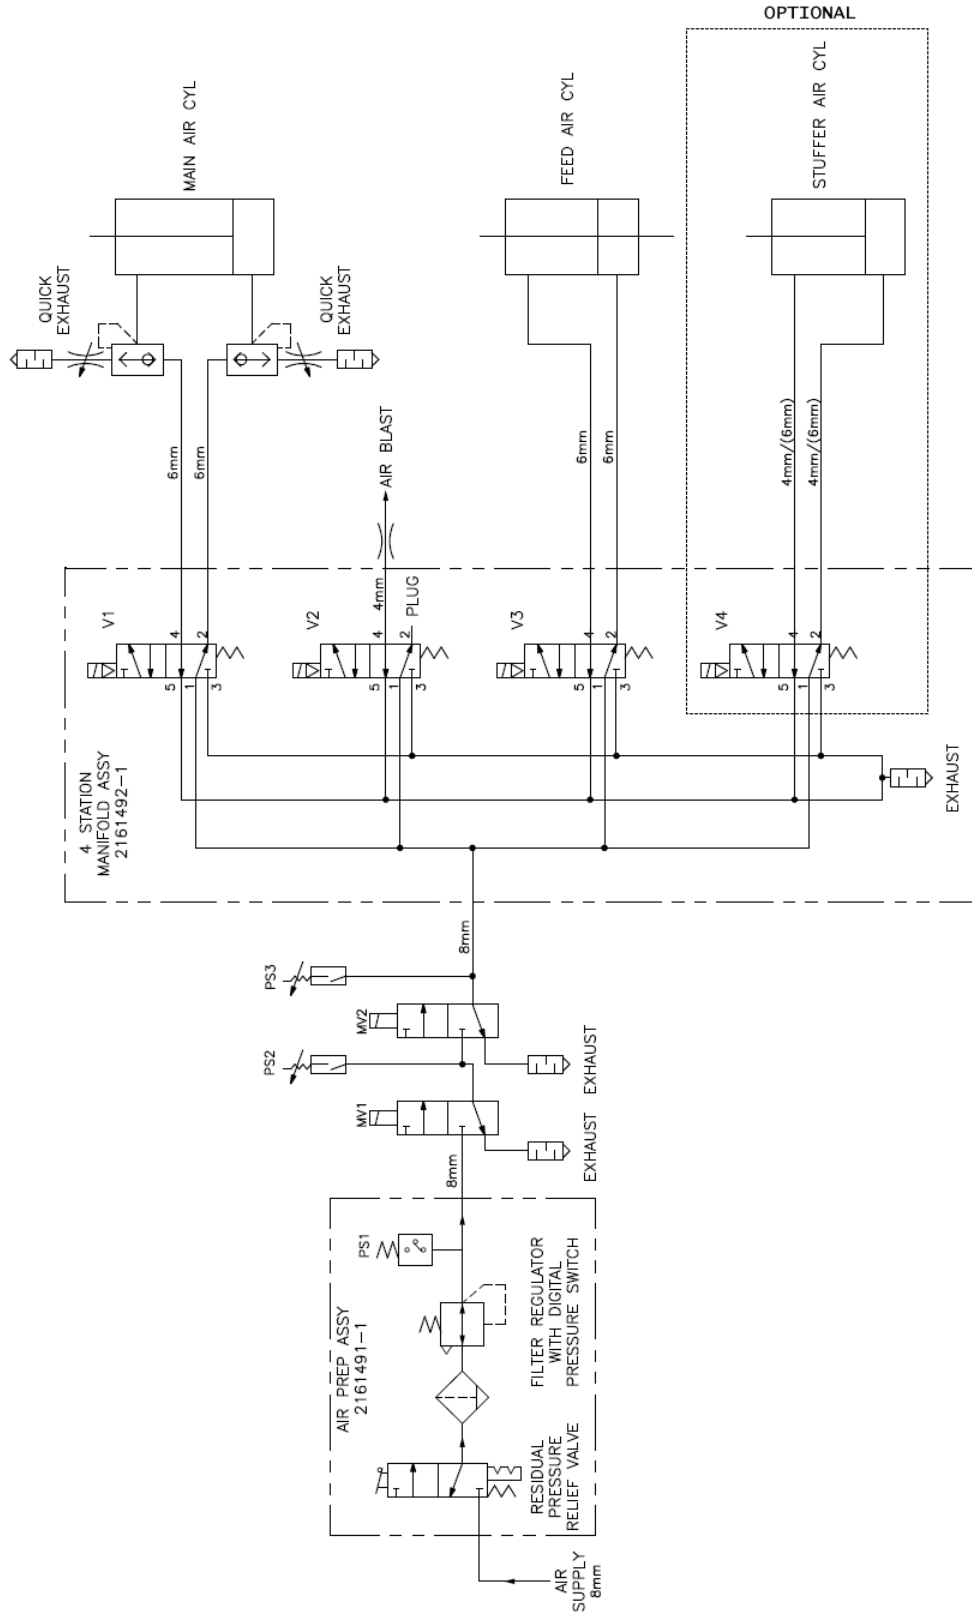 OPTIONAL
MAIN AIR CYL
FEED AIR CYL
STUFFER AIR CYL
QUICK
EXHAUST
QUICK
EXHAUST
6mm
6mm
AIR BLAST
6mm
6mm
4mm/(6mm)
4mm/(6mm)
V1
4
2
5
1
3
V2
4mm
4
2
PLUG
5
1
3
V3
4
2
5
1
3
V4
4
2
5
1
3
4 STATION
MANIFOLD ASSY
2161492-1
EXHAUST
8mm
PS3
MV2
EXHAUST
PS2
MV1
EXHAUST
8mm
PS1
AIR PREP ASSY
2161491-1
FILTER REGULATOR
WITH DIGITAL
PRESSURE SWITCH
RESIDUAL
PRESSURE
RELIEF VALVE
AIR
SUPPLY
8mm